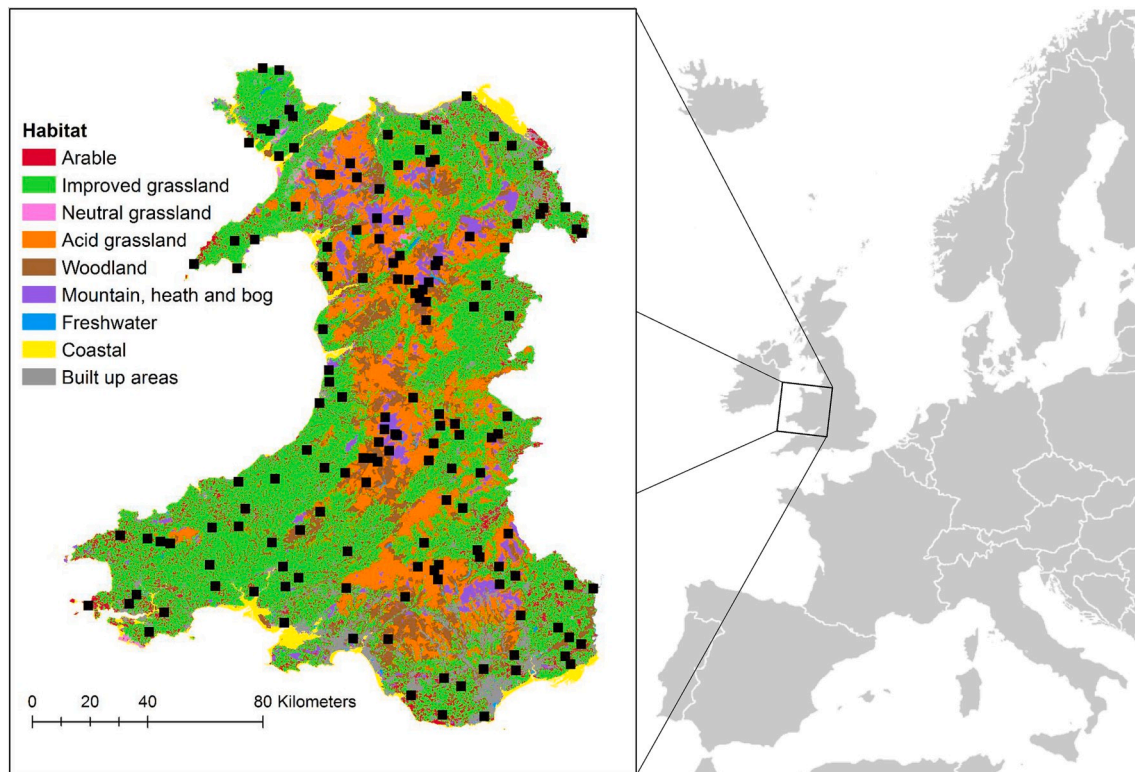 Habitat
Arable
Improved grassland
Neutral grassland
Acid grassland
Woodland
Mountain, heath and bog
Freshwater
Coastal
Built up areas
0 20 40 80 Kilometers